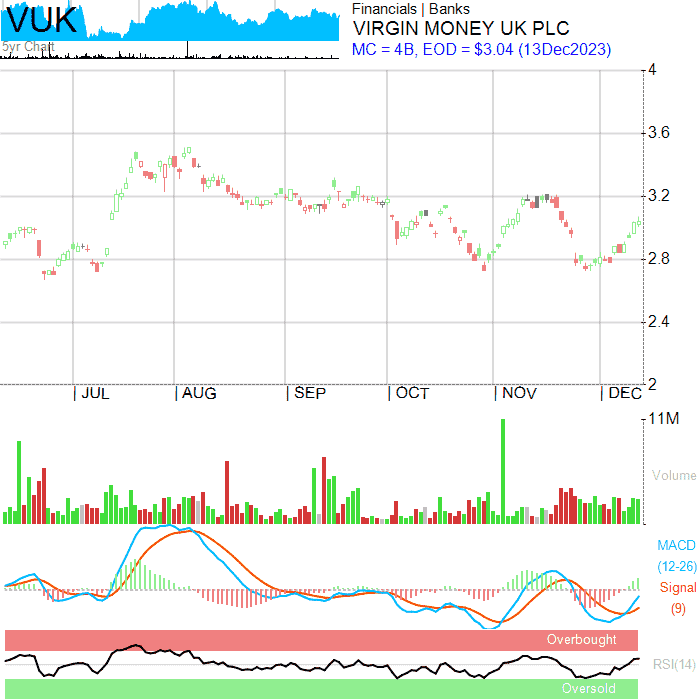 VUK
5yr Chart
Financials | Banks
VIRGIN MONEY UK PLC
MC = 4B, EOD = $3.04 (13Dec2023)
4
3.6
3.2
2.8
2.4
2
| JUL | AUG | SEP | OCT | NOV | DEC
11M
Volume
MACD
(12-26)
Signal
(9)
Overbought
RSI(14)
Oversold